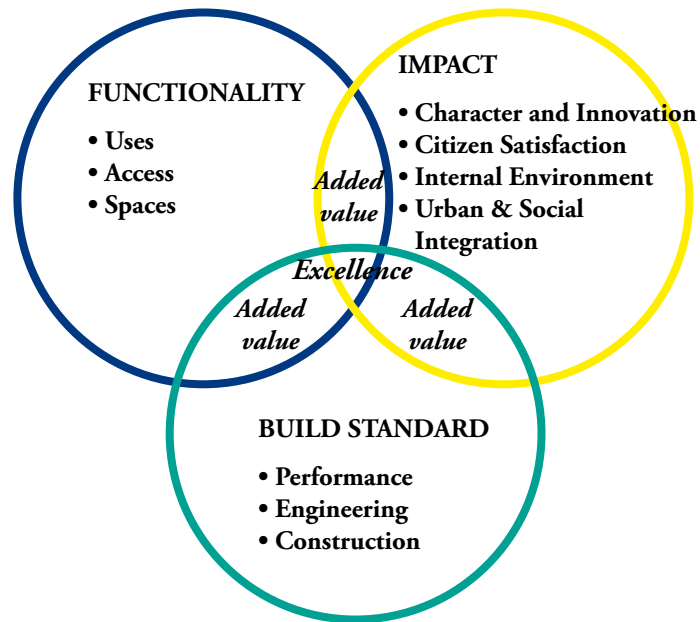 FUNCTIONALITY
• Uses
• Access
• Spaces
IMPACT
• Character and Innovation
• Citizen Satisfaction
• Internal Environment
• Urban & Social
Integration
Added
value
Excellence
Added
value
Added
value
BUILD STANDARD
• Performance
• Engineering
• Construction